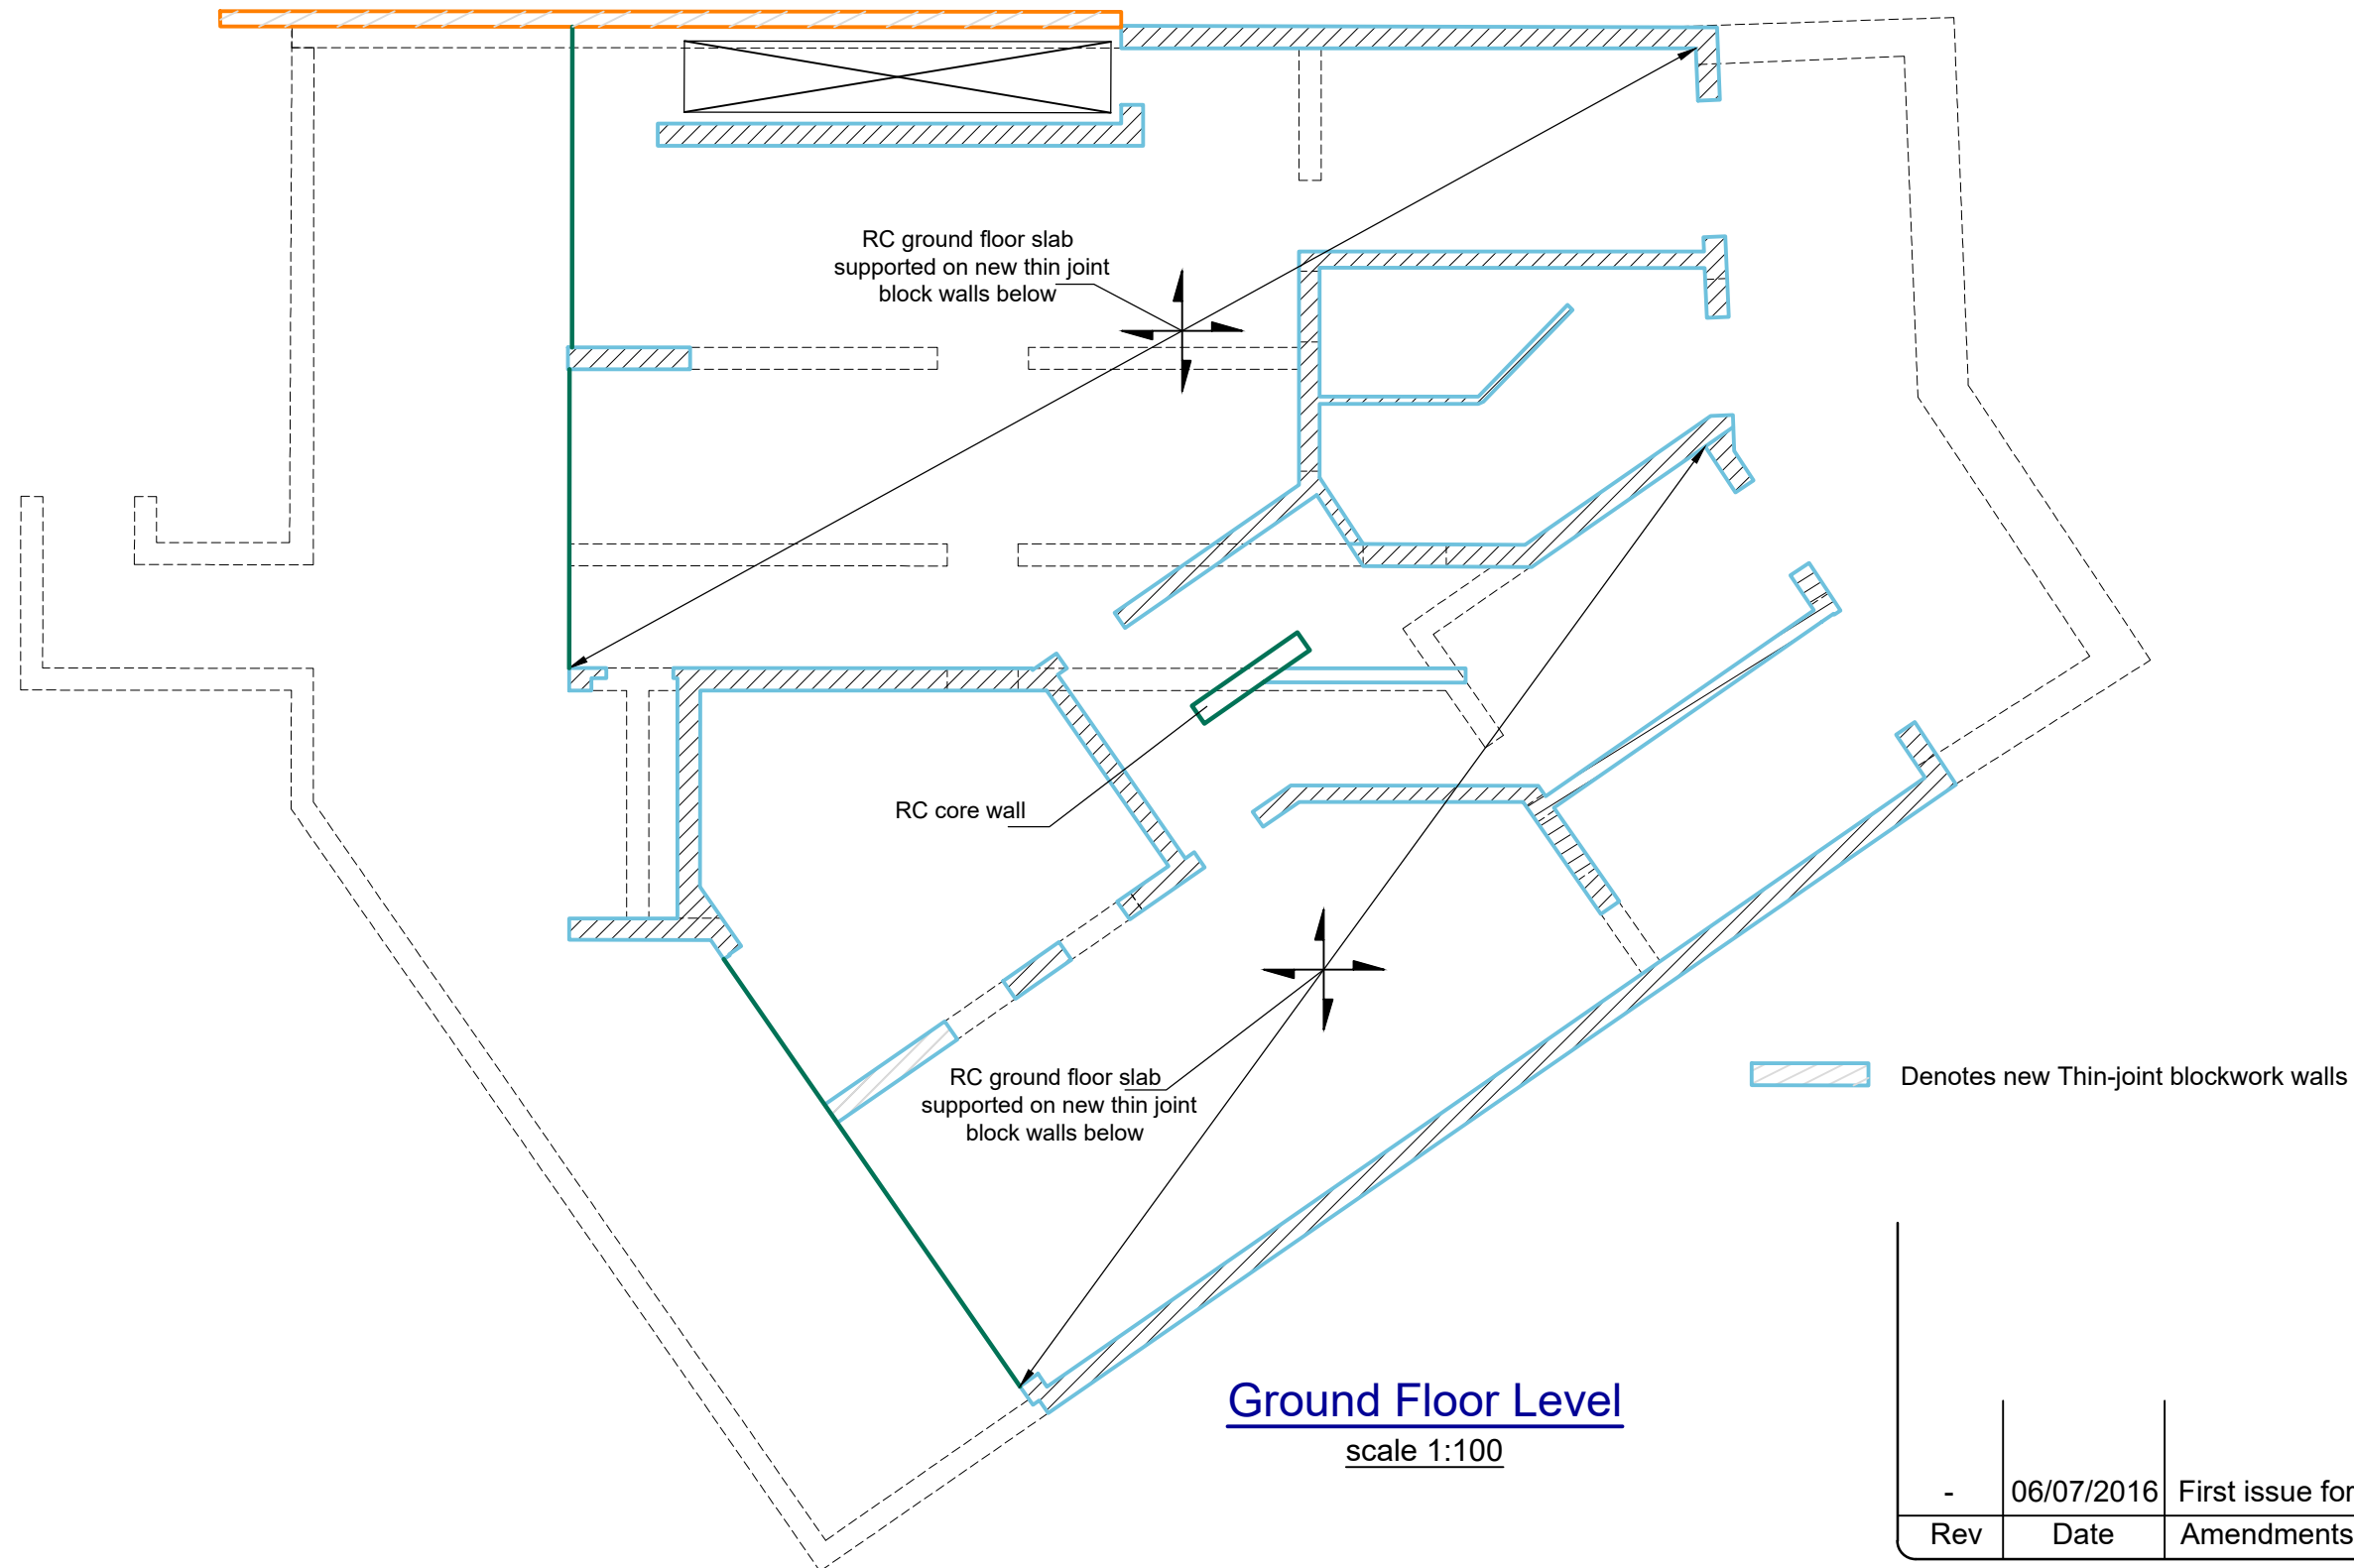 RC ground floor slab
supported on new thin joint
block walls below
RC core wall
RC ground floor slab
supported on new thin joint
block walls below
Denotes new Thin-joint blockwork walls
Ground Floor Level
scale 1:100
- 06/07/2016 First issue for
Rev Date Amendments